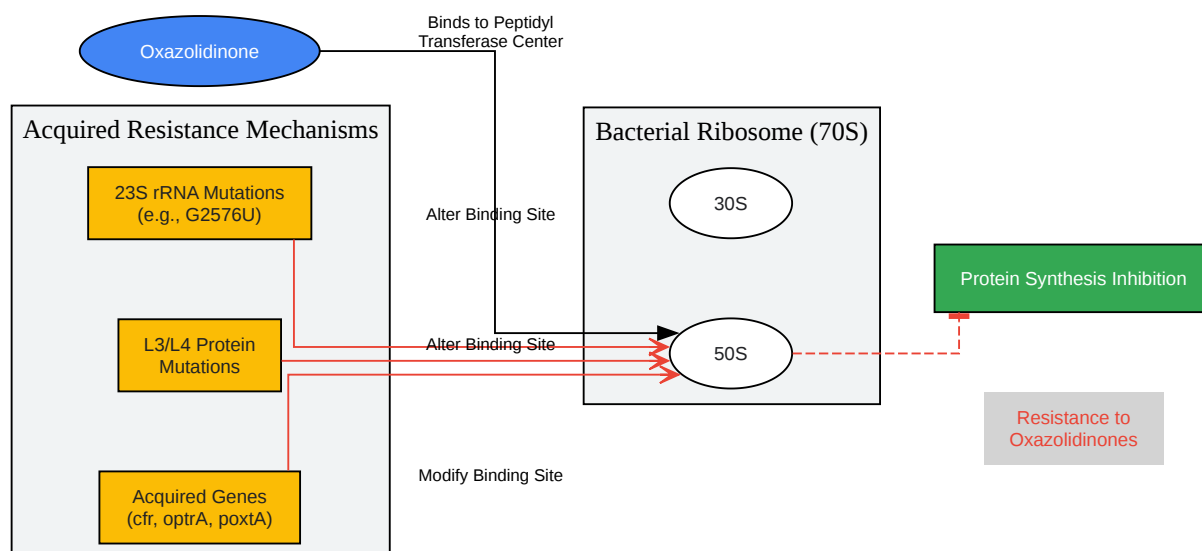 Binds to Peptidyl
Transferase Center
Oxazolidinone
Acquired Resistance Mechanisms
Bacterial Ribosome (70S)
23S rRNA Mutations
(e.g., G2576U)
Alter Binding Site
30S
Protein Synthesis Inhibition
L3/L4 Protein
Mutations
Alter Binding Site
50S
Resistance to
Oxazolidinones
Modify Binding Site
Acquired Genes
(cfr, optrA, poxtA)